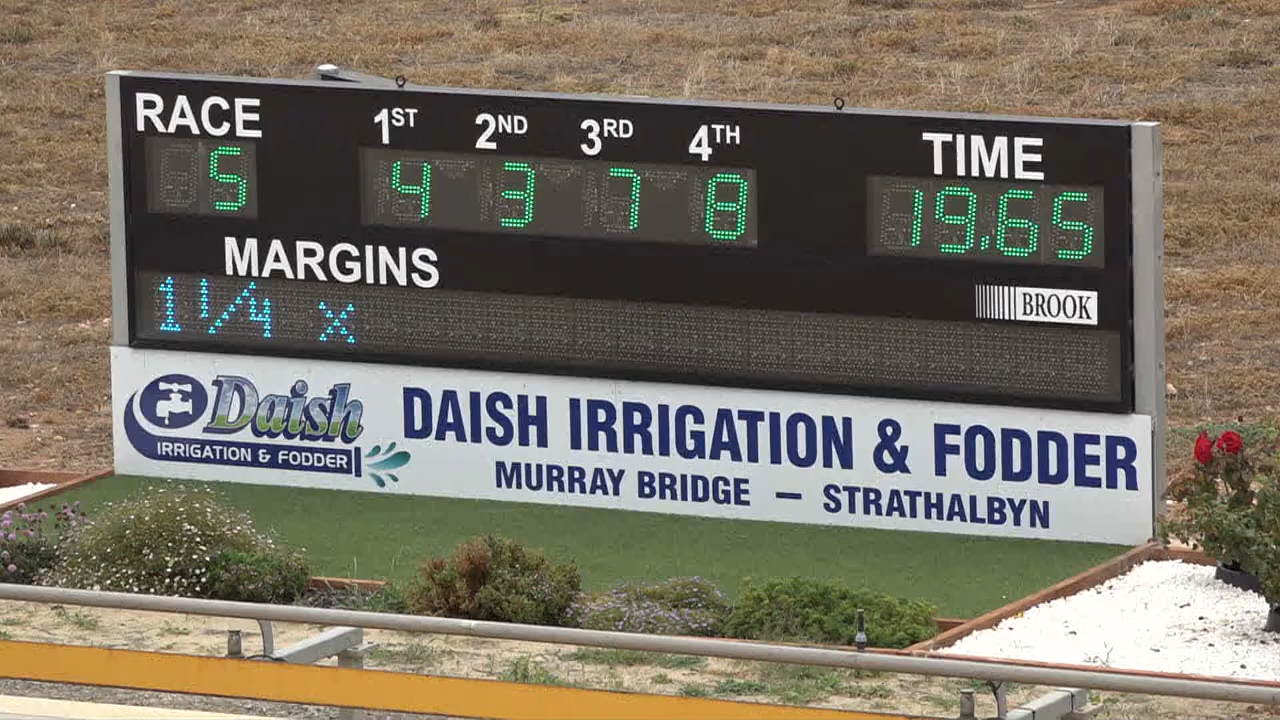 RACE 1ST 2ND 3RD 4TH TIME
5 4 3 7 8 19.65
MARGINS
1 1/4 X
BROOK
Daish
IRRIGATION & FODDER
DAISH IRRIGATION & FODDER
MURRAY BRIDGE – STRATHALBYN